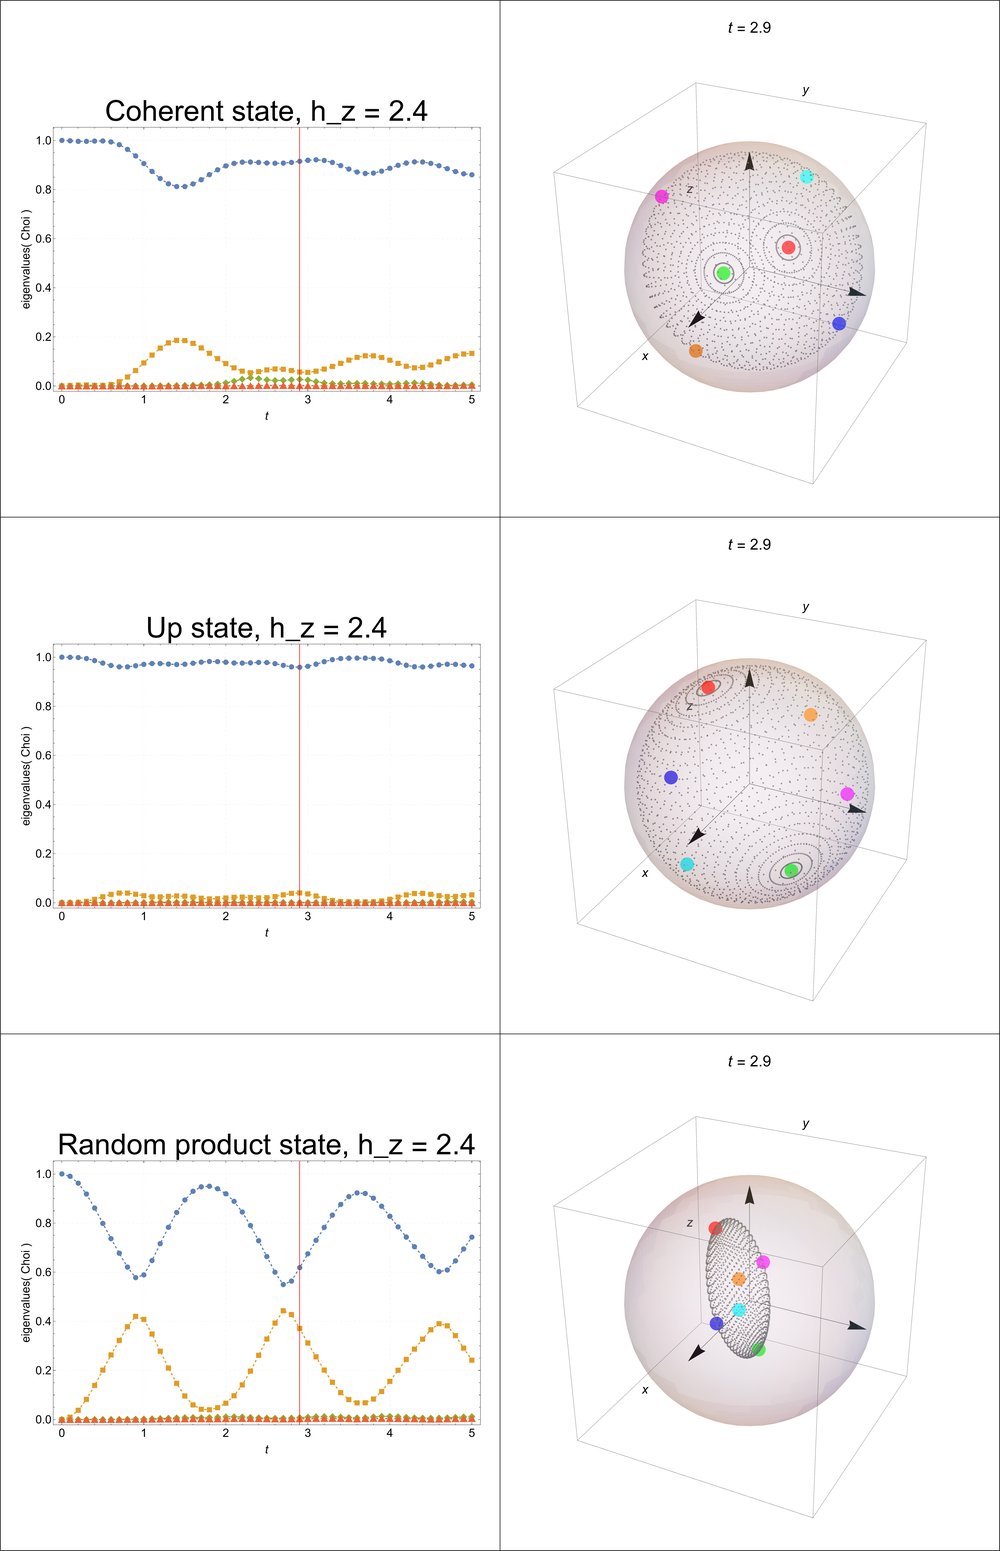 Coherent state, h_z = 2.4
eigenvalues( Choi )
1.0
0.8
0.6
0.4
0.2
0.0
0 1 2 3 4 5
t
t = 2.9
y
z
x
Up state, h_z = 2.4
eigenvalues( Choi )
1.0
0.8
0.6
0.4
0.2
0.0
0 1 2 3 4 5
t
t = 2.9
y
z
x
Random product state, h_z = 2.4
eigenvalues( Choi )
1.0
0.8
0.6
0.4
0.2
0.0
0 1 2 3 4 5
t
t = 2.9
y
z
x